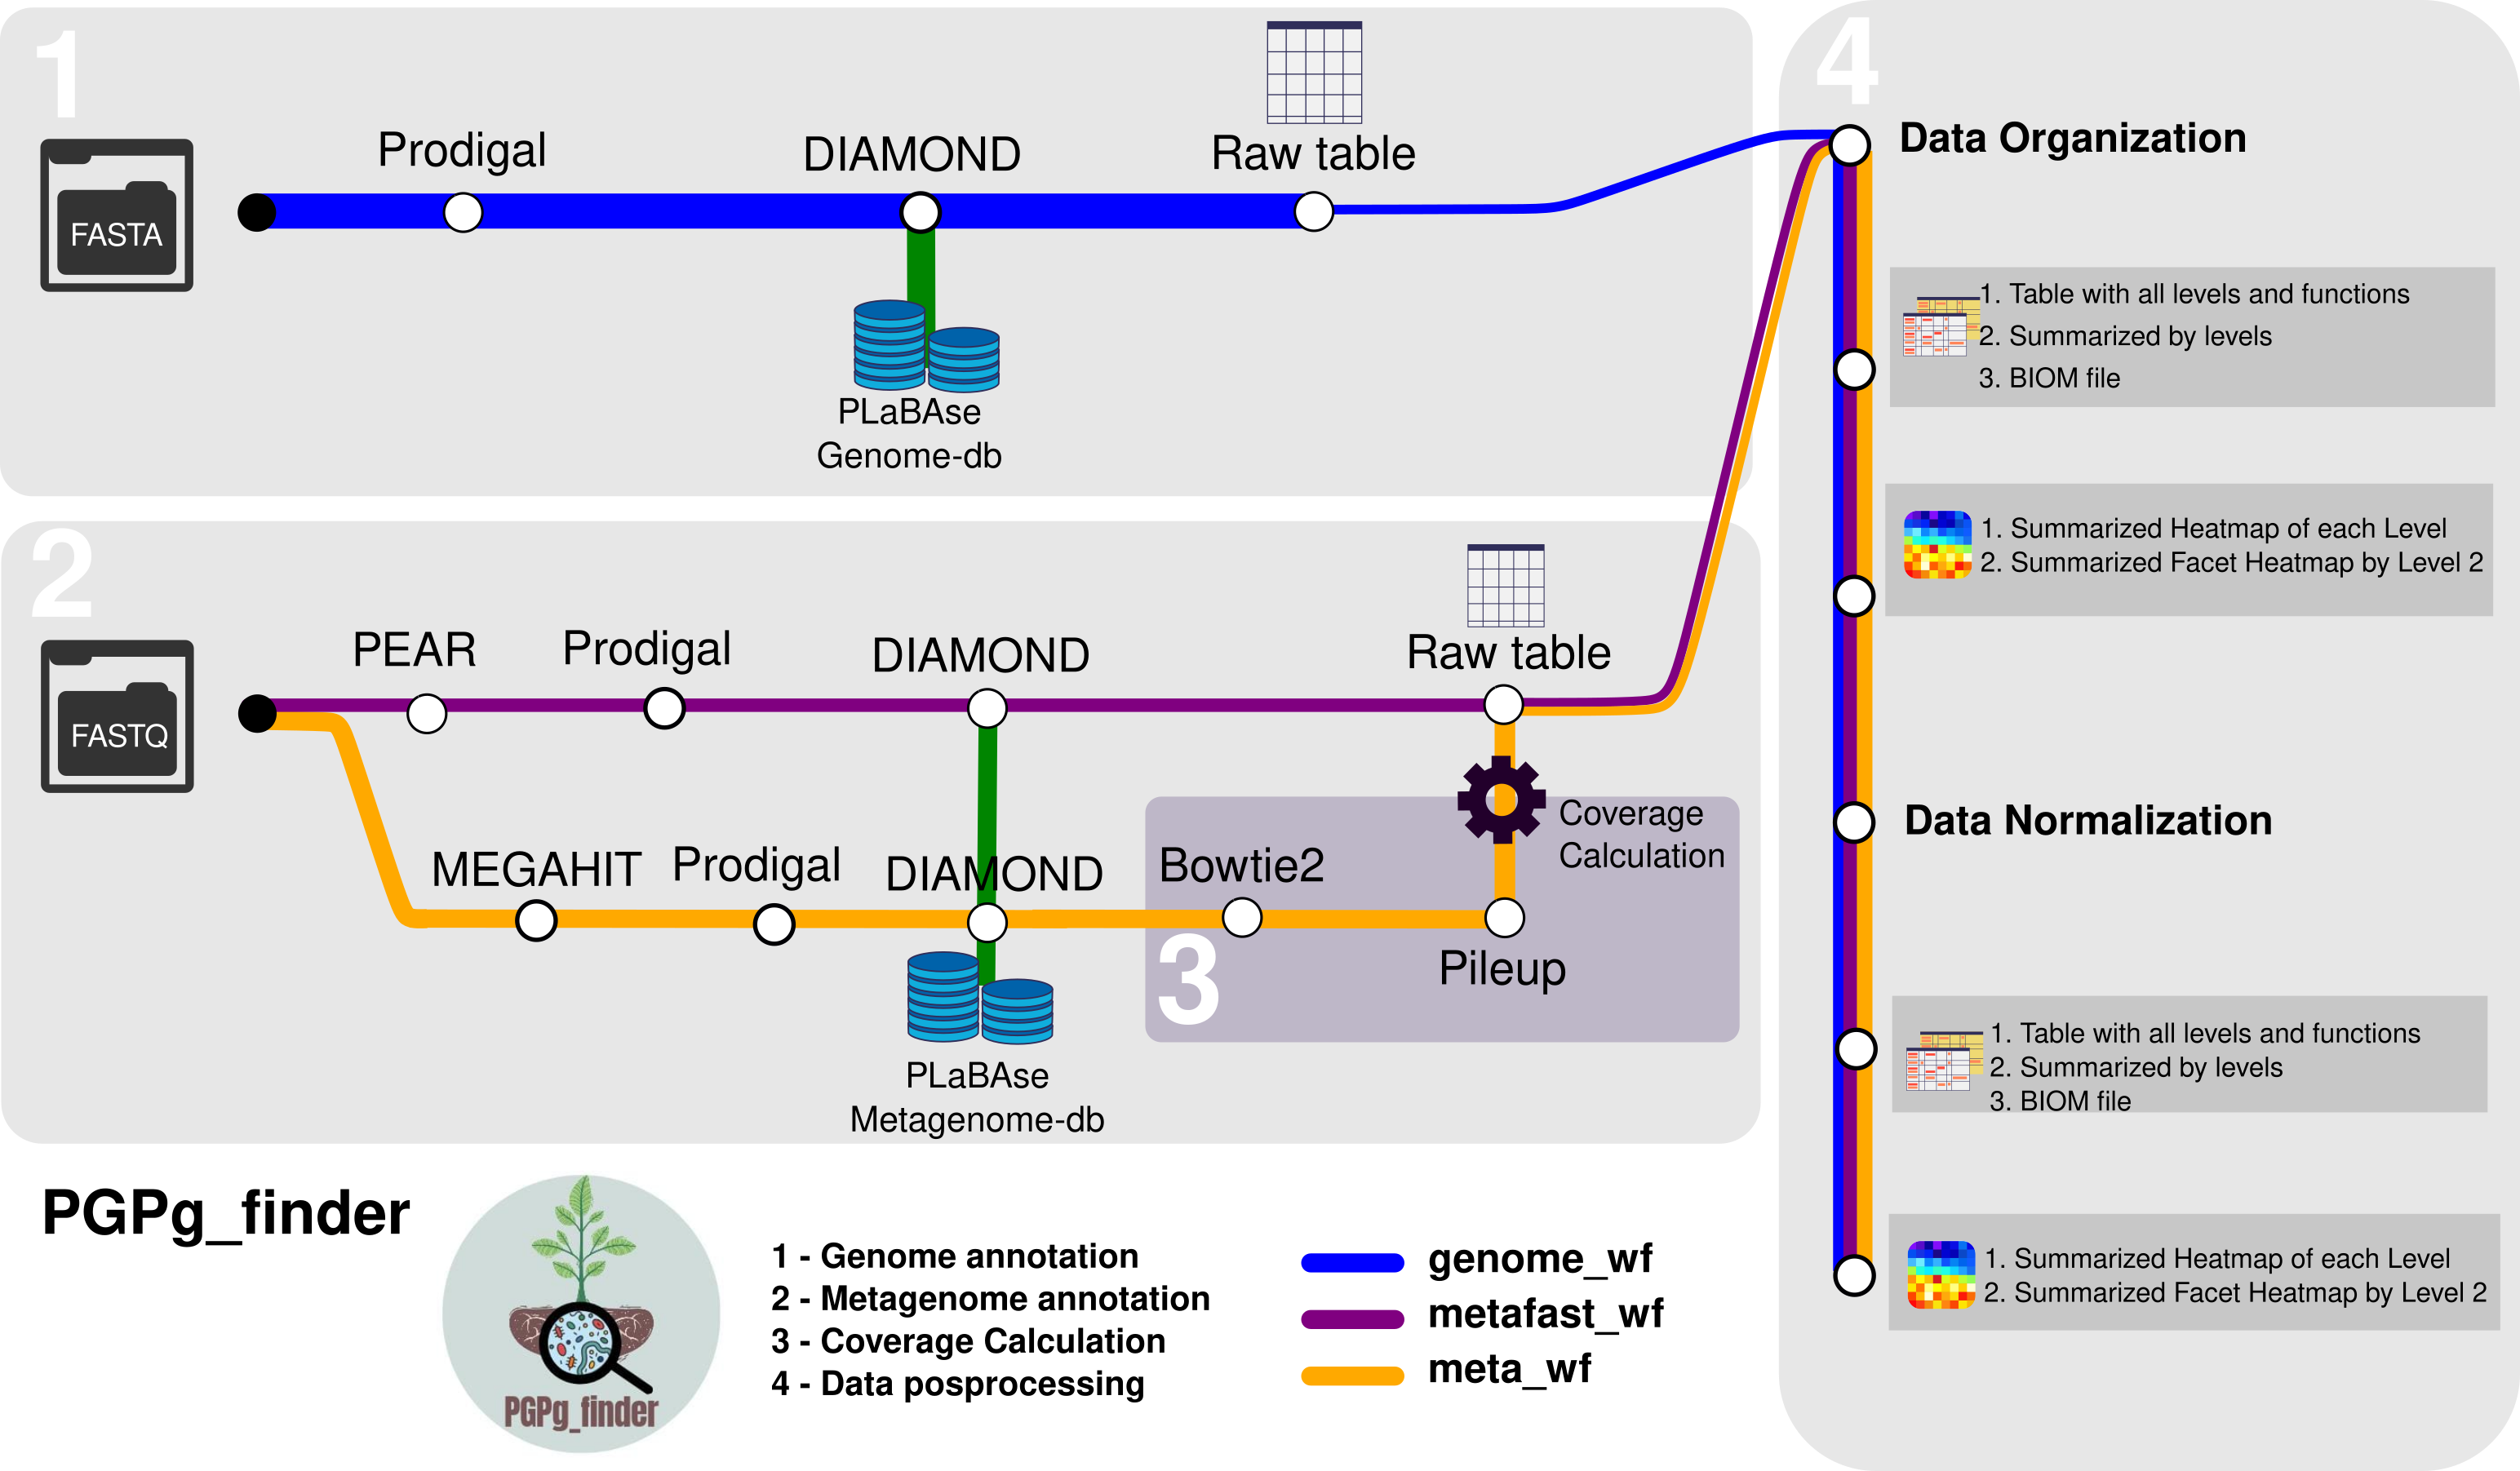 1
FASTA
Prodigal
DIAMOND
Raw table
PLaBAse
Genome-db
2
FASTQ
PEAR
Prodigal
DIAMOND
Raw table
MEGAHIT
Prodigal
DIAMOND
Bowtie2
Coverage
Calculation
3
Pileup
PLaBAse
Metagenome-db
4
Data Organization
1. Table with all levels and functions
2. Summarized by levels
3. BIOM file
1. Summarized Heatmap of each Level
2. Summarized Facet Heatmap by Level 2
Data Normalization
1. Table with all levels and functions
2. Summarized by levels
3. BIOM file
1. Summarized Heatmap of each Level
2. Summarized Facet Heatmap by Level 2
PGPg_finder
PGPg_finder
1 - Genome annotation
2 - Metagenome annotation
3 - Coverage Calculation
4 - Data posprocessing
genome_wf
metafast_wf
meta_wf